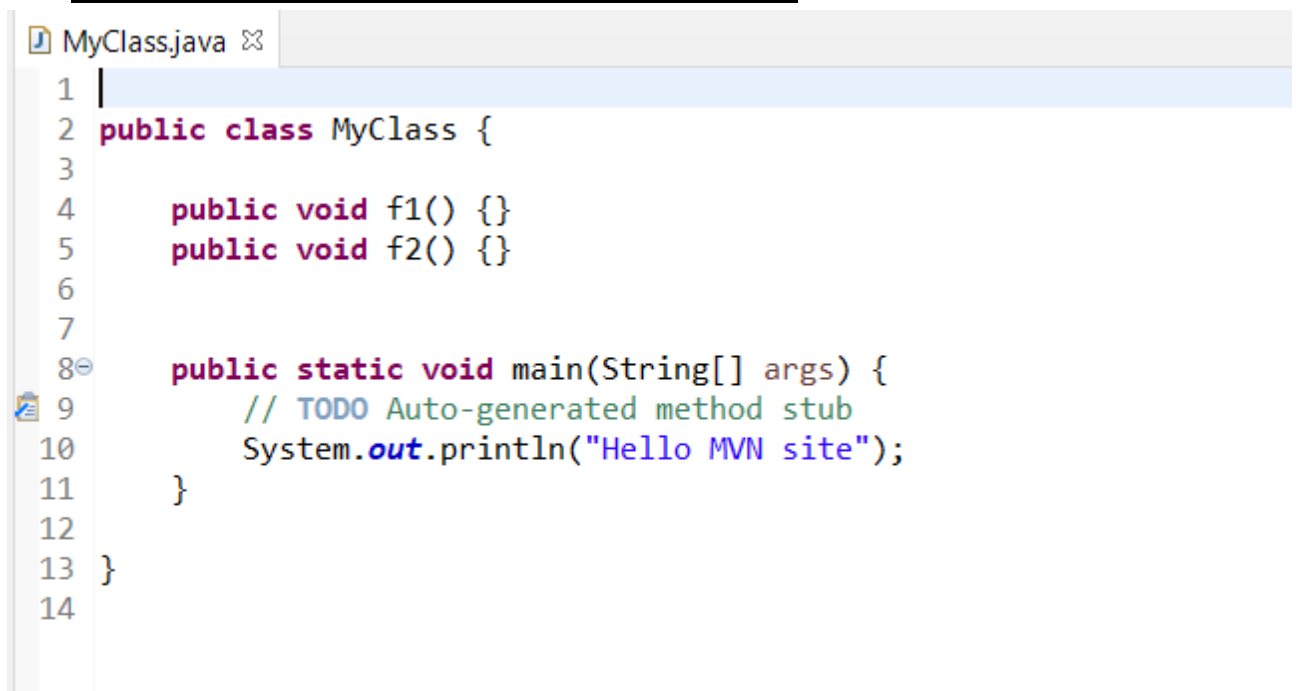 MyClass.java
1
2 public class MyClass {
3
4 public void f1() {}
5 public void f2() {}
6
7
8 public static void main(String[] args) {
9 // TODO Auto-generated method stub
10 System.out.println("Hello MVN site");
11 }
12
13 }
14